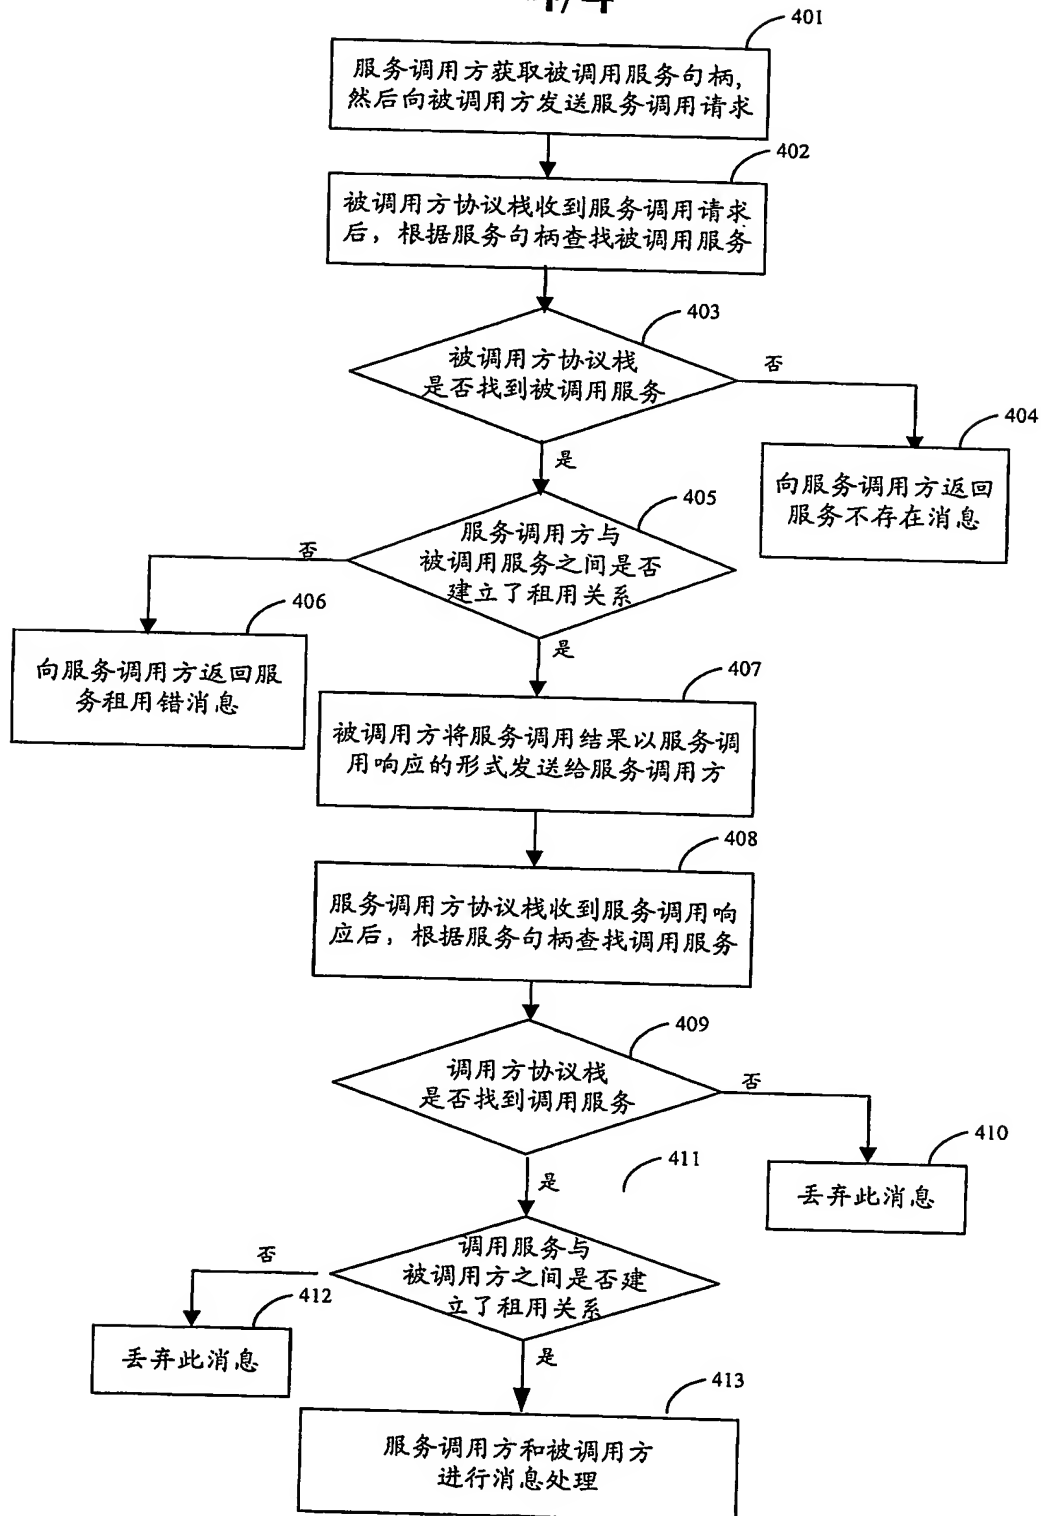 4/4
401
服务调用方获取被调用服务句柄，
然后向被调用方发送服务调用请求
402
被调用方协议栈收到服务调用请求
后，根据服务句柄查找被调用服务
403
被调用方协议栈
是否找到被调用服务
否
404
向服务调用方返回
服务不存在消息
是
405
服务调用方与
被调用服务之间是否
建立了租用关系
否
406
向服务调用方返回服
务租用错消息
是
407
被调用方将服务调用结果以服务调
用响应的形式发送给服务调用方
408
服务调用方协议栈收到服务调用响
应后，根据服务句柄查找调用服务
409
调用方协议栈
是否找到调用服务
否
410
丢弃此消息
是
411
调用服务与
被调用方之间是否建
立了租用关系
否
412
丢弃此消息
是
413
服务调用方和被调用方
进行消息处理